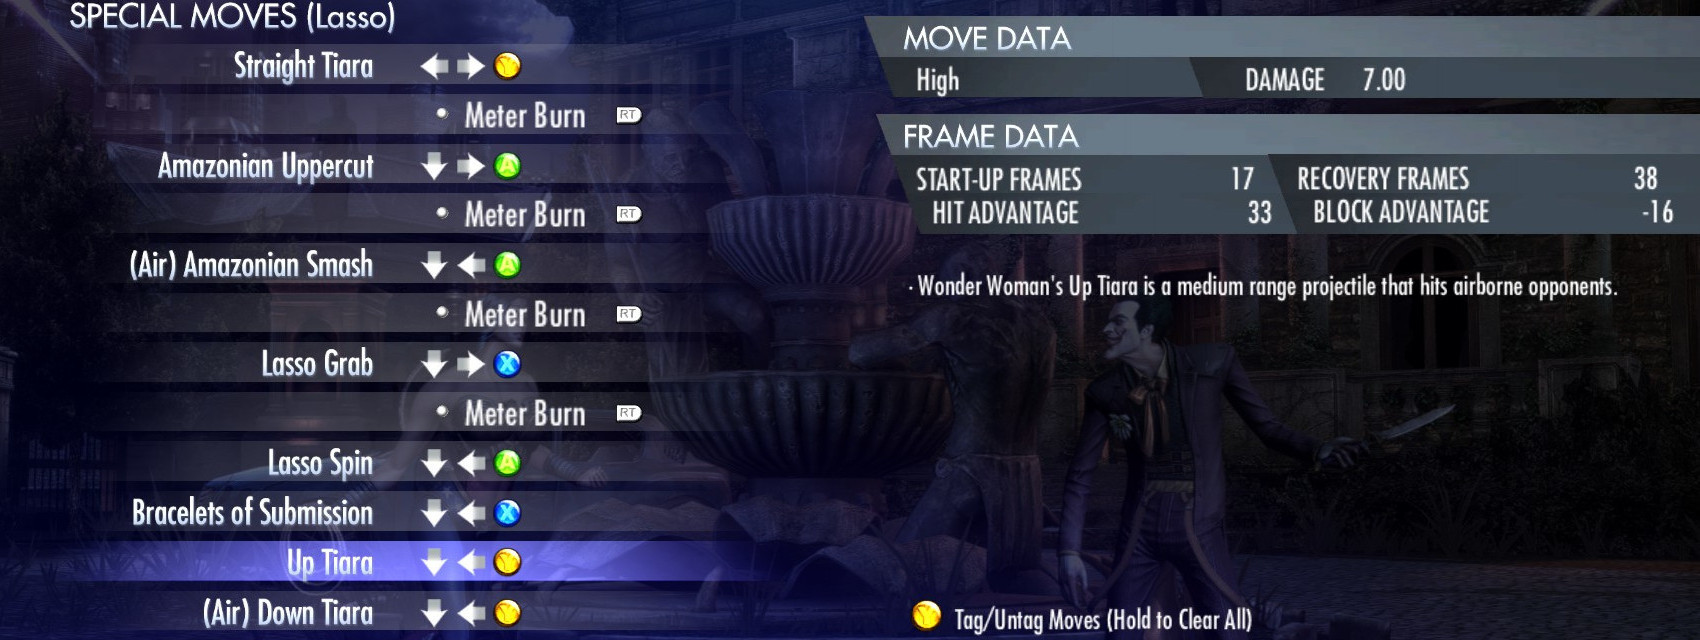 SPECIAL MOVES (Lasso)
Straight Tiara Y
Meter Burn RT
Amazonian Uppercut A
Meter Burn RT
(Air) Amazonian Smash A
Meter Burn RT
Lasso Grab X
Meter Burn RT
Lasso Spin A
Bracelets of Submission X
Up Tiara Y
(Air) Down Tiara Y
MOVE DATA
High DAMAGE 7.00
FRAME DATA
START-UP FRAMES 17 RECOVERY FRAMES 38
HIT ADVANTAGE 33 BLOCK ADVANTAGE -16
· Wonder Woman's Up Tiara is a medium range projectile that hits airborne opponents.
Y Tag/Untag Moves (Hold to Clear All)